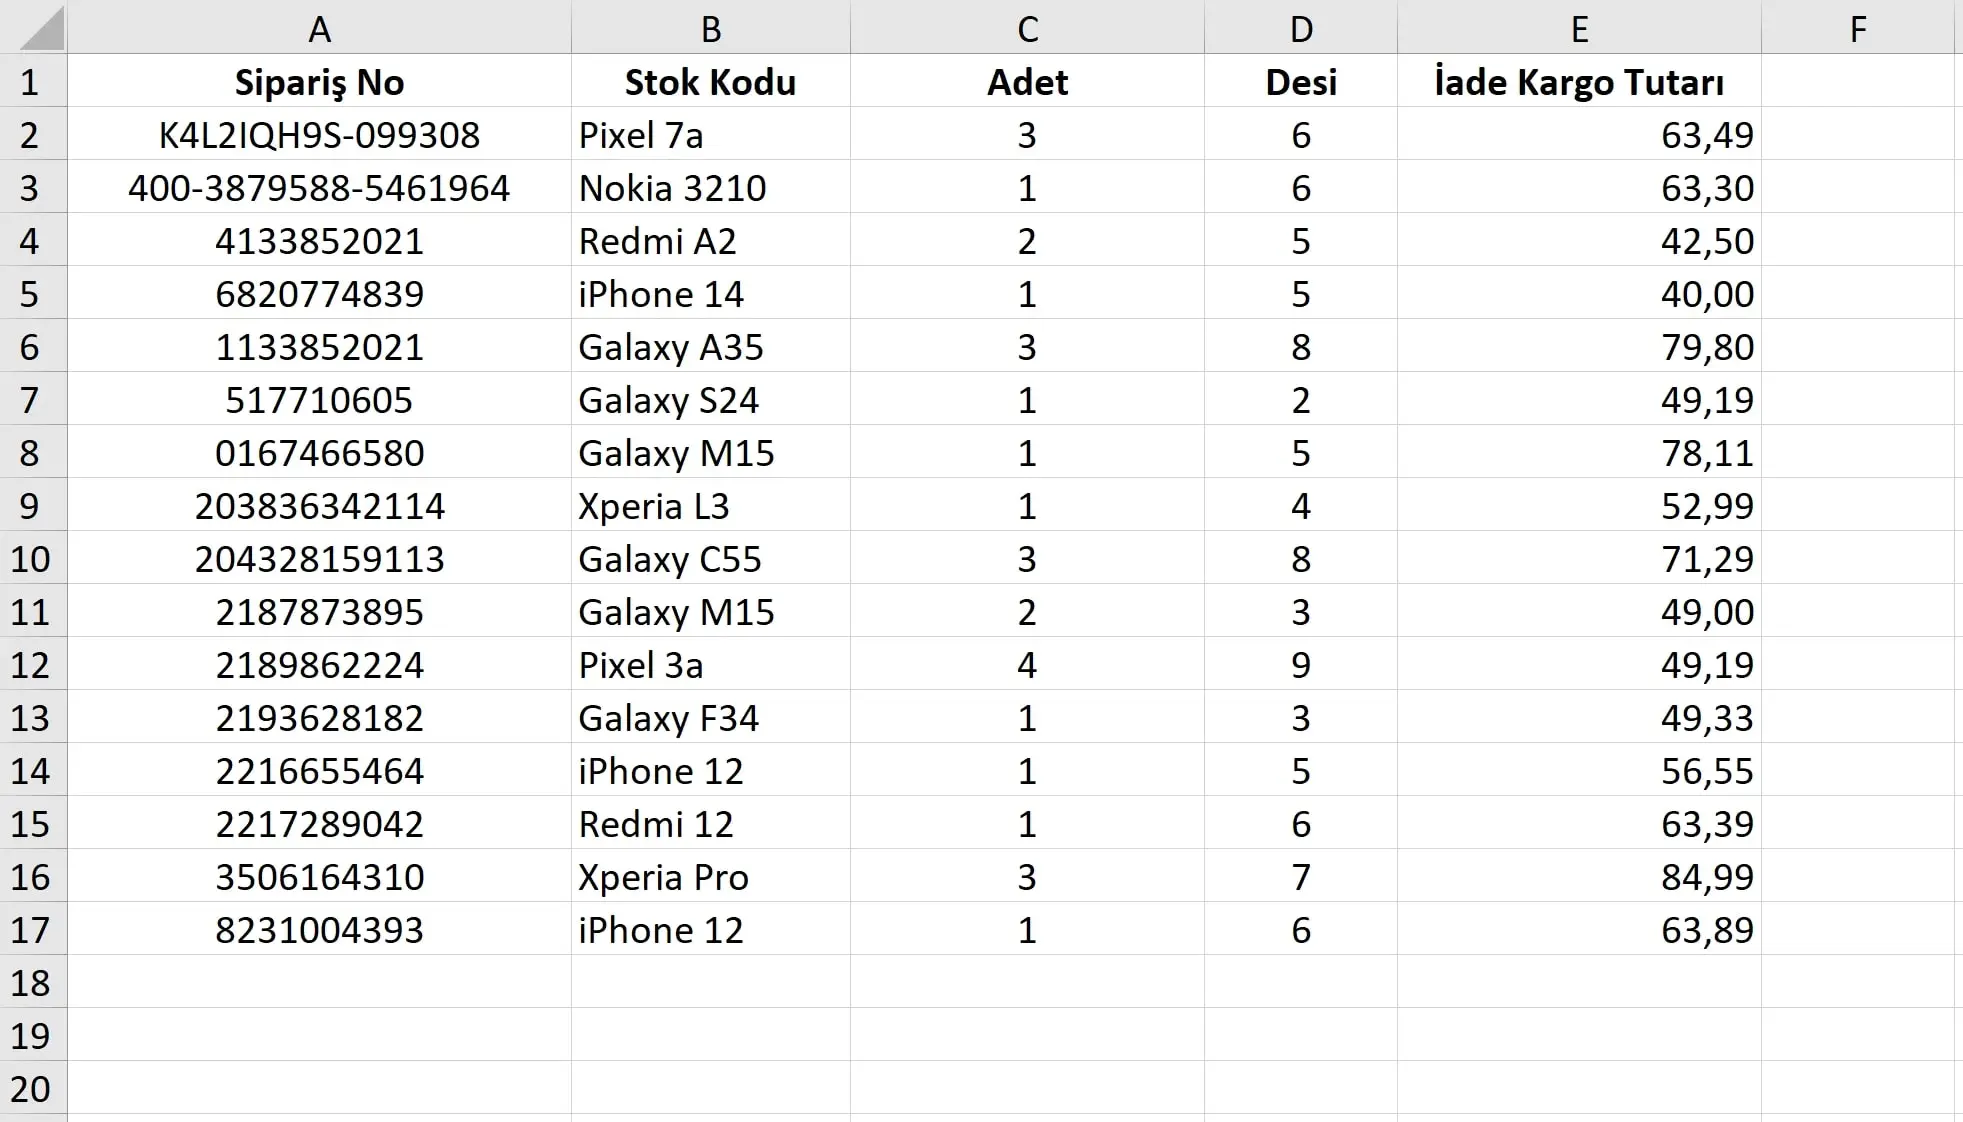 A B C D E F
1 Sipariş No Stok Kodu Adet Desi İade Kargo Tutarı
2 K4L2IQH9S-099308 Pixel 7a 3 6 63,49
3 400-3879588-5461964 Nokia 3210 1 6 63,30
4 4133852021 Redmi A2 2 5 42,50
5 6820774839 iPhone 14 1 5 40,00
6 1133852021 Galaxy A35 3 8 79,80
7 517710605 Galaxy S24 1 2 49,19
8 0167466580 Galaxy M15 1 5 78,11
9 203836342114 Xperia L3 1 4 52,99
10 204328159113 Galaxy C55 3 8 71,29
11 2187873895 Galaxy M15 2 3 49,00
12 2189862224 Pixel 3a 4 9 49,19
13 2193628182 Galaxy F34 1 3 49,33
14 2216655464 iPhone 12 1 5 56,55
15 2217289042 Redmi 12 1 6 63,39
16 3506164310 Xperia Pro 3 7 84,99
17 8231004393 iPhone 12 1 6 63,89
18
19
20